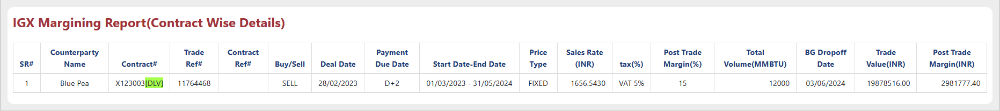 IGX Margining Report(Contract Wise Details)
SR# Counterparty Name Contract# Trade Ref# Contract Ref# Buy/Sell Deal Date Payment Due Date Start Date-End Date Price Type Sales Rate (INR) tax(%) Post Trade Margin(%) Total Volume(MMBTU) BG Dropoff Date Trade Value(INR) Post Trade Margin(INR)
1 Blue Pea X123003[DLV] 11764468 SELL 28/02/2023 D+2 01/03/2023 - 31/05/2024 FIXED 1656.5430 VAT 5% 15 12000 03/06/2024 19878516.00 2981777.40